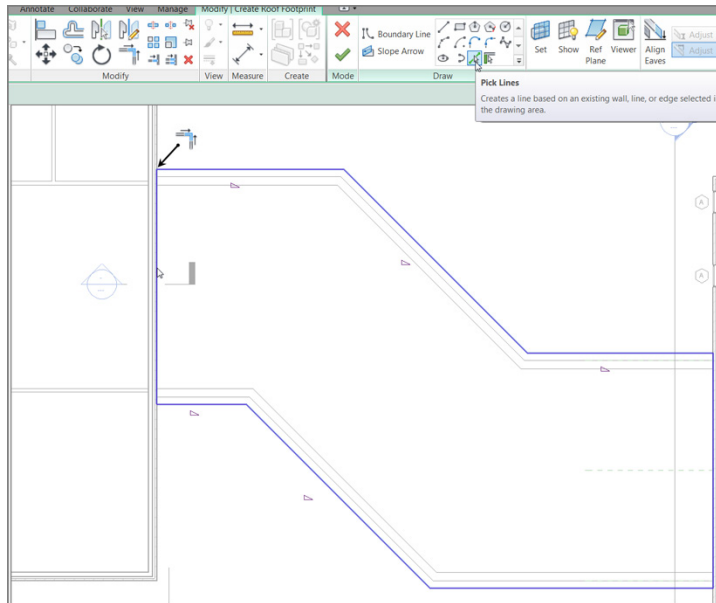 Annotate Collaborate View Manage Modify | Create Roof Footprint
Boundary Line
Slope Arrow
Set Show Ref Plane Viewer Align Eaves
Adjust
Adjust
Modify View Measure Create Mode Draw
Pick Lines
Creates a line based on an existing wall, line, or edge selected i
the drawing area.
A
A